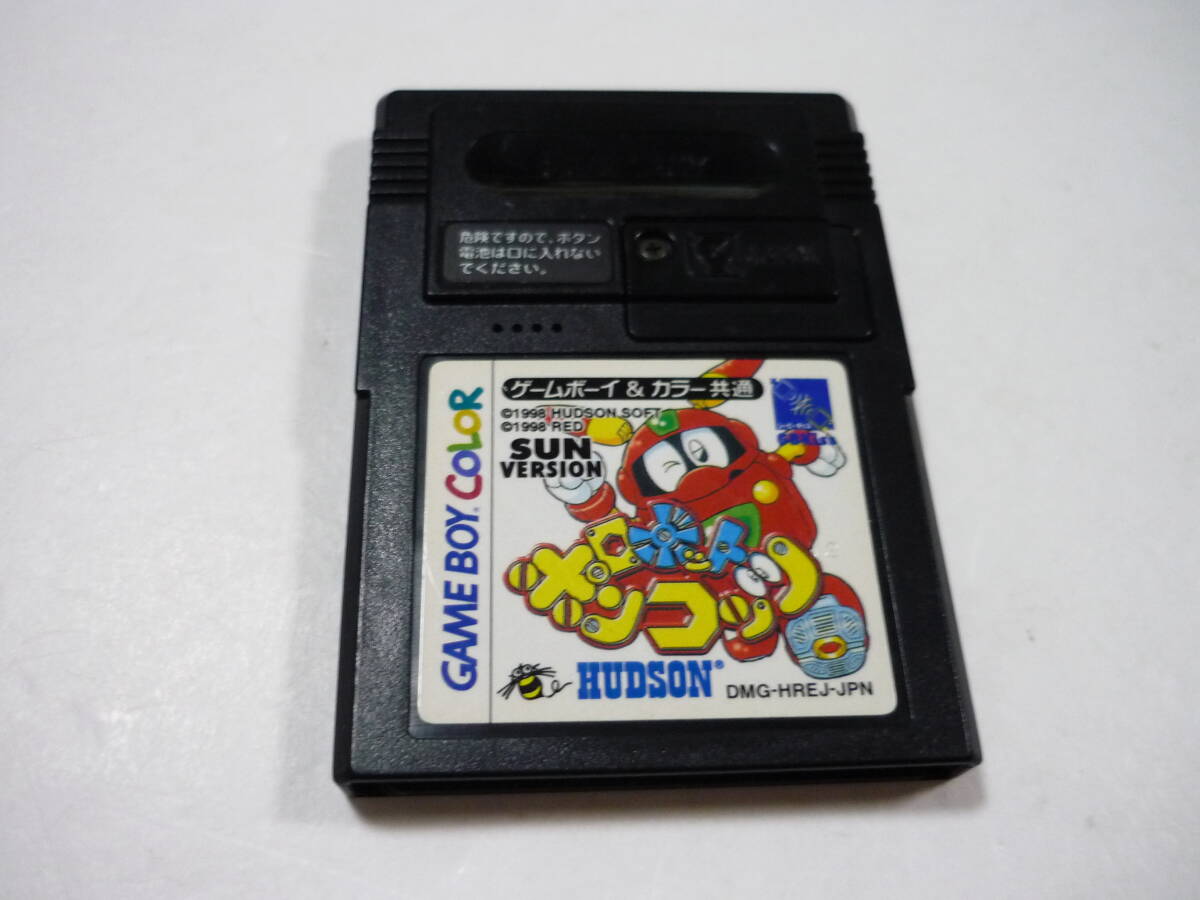 危険ですので、ボタン
電池は口に入れない
でください。
ゲームボーイ & カラー共通
©1998 HUDSON SOFT
©1998 RED
SUN
VERSION
GAME BOY COLOR
ロボット
ポンコッツ
HUDSON®
DMG-HREJ-JPN